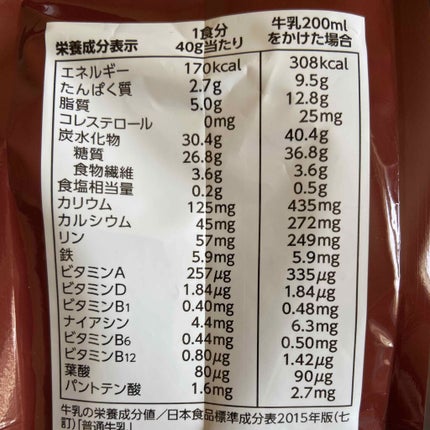 栄養成分表示 1食分 40g当たり 牛乳200ml をかけた場合
エネルギー 170kcal 308kcal
たんぱく質 2.7g 9.5g
脂質 5.0g 12.8g
コレステロール 0mg 25mg
炭水化物 30.4g 40.4g
糖質 26.8g 36.8g
食物繊維 3.6g 3.6g
食塩相当量 0.2g 0.5g
カリウム 125mg 435mg
カルシウム 45mg 272mg
リン 57mg 249mg
鉄 5.9mg 5.9mg
ビタミンA 257μg 335μg
ビタミンD 1.84μg 1.84μg
ビタミンB1 0.40mg 0.48mg
ナイアシン 4.4mg 6.3mg
ビタミンB6 0.44mg 0.50mg
ビタミンB12 0.80μg 1.42μg
葉酸 80μg 90μg
パントテン酸 1.6mg 2.7mg
牛乳の栄養成分値/日本食品標準成分表2015年版(七
訂)「普通牛乳」